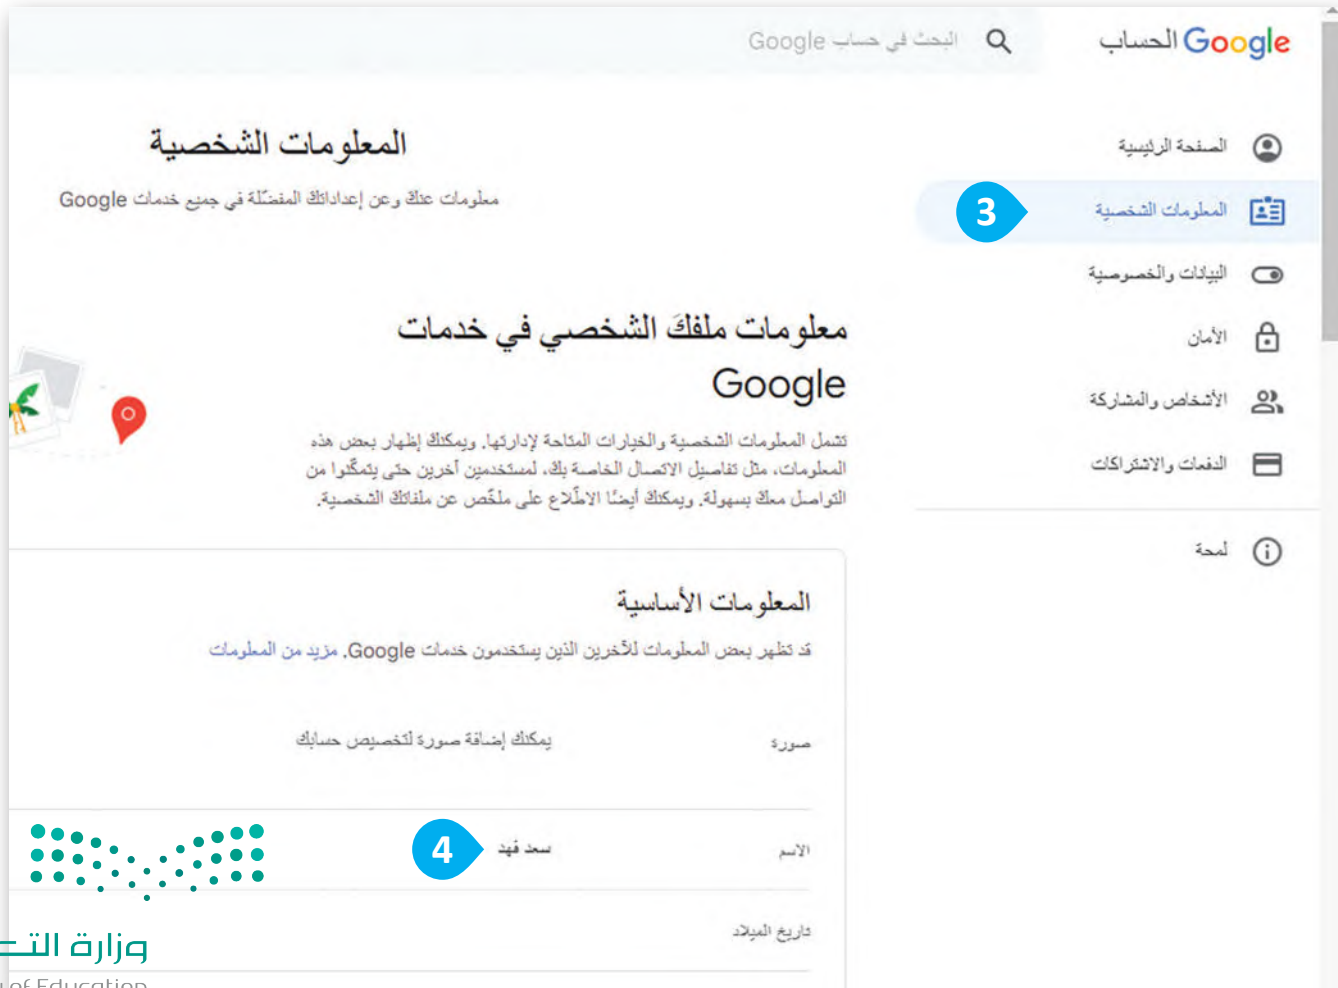 Google الحساب
البحث في حساب Google
الصفحة الرئيسية
3
المعلومات الشخصية
البيانات والخصوصية
الأمان
الأشخاص والمشاركة
الدفعات والاشتراكات
لمحة
المعلومات الشخصية
معلومات عنك وعن إعداداتك المفضّلة في جميع خدمات Google
معلومات ملفكَ الشخصي في خدمات
Google
تشمل المعلومات الشخصية والخيارات المتاحة لإدارتها. ويمكنك إظهار بعض هذه
المعلومات، مثل تفاصيل الاتصال الخاصة بك، لمستخدمين آخرين حتى يتمكّنوا من
التواصل معك بسهولة. ويمكنك أيضًا الاطّلاع على ملخّص عن ملفاتك الشخصية.
المعلومات الأساسية
قد تظهر بعض المعلومات للآخرين الذين يستخدمون خدمات Google. مزيد من المعلومات
صورة
يمكنك إضافة صورة لتخصيص حسابك
الاسم
سعد فهد
4
تاريخ الميلاد
وزارة التـ
of Education